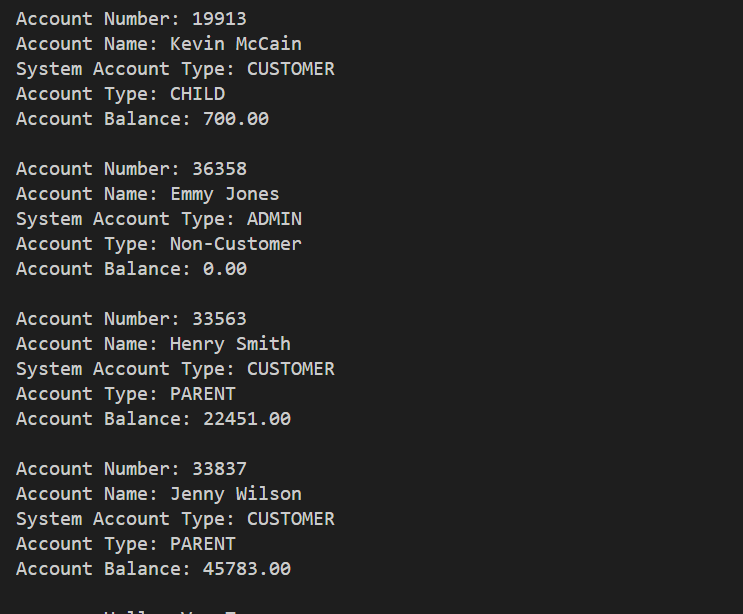 Account Number: 19913
Account Name: Kevin McCain
System Account Type: CUSTOMER
Account Type: CHILD
Account Balance: 700.00
Account Number: 36358
Account Name: Emmy Jones
System Account Type: ADMIN
Account Type: Non-Customer
Account Balance: 0.00
Account Number: 33563
Account Name: Henry Smith
System Account Type: CUSTOMER
Account Type: PARENT
Account Balance: 22451.00
Account Number: 33837
Account Name: Jenny Wilson
System Account Type: CUSTOMER
Account Type: PARENT
Account Balance: 45783.00